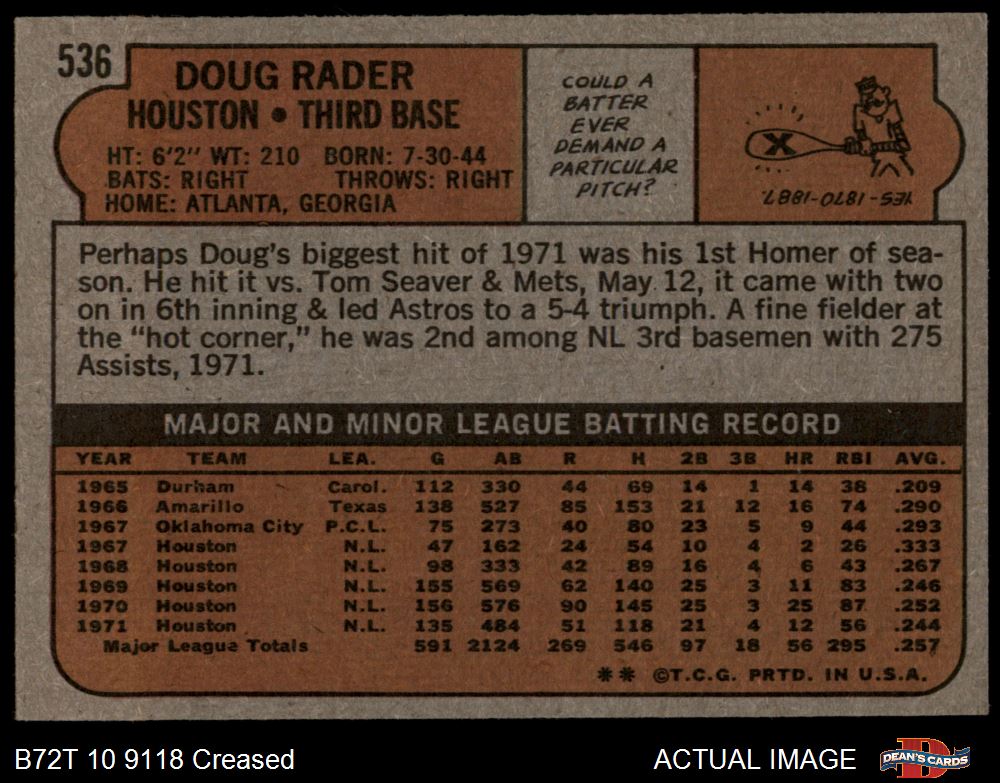 536
DOUG RADER
HOUSTON • THIRD BASE
HT: 6'2" WT: 210 BORN: 7-30-44
BATS: RIGHT THROWS: RIGHT
HOME: ATLANTA, GEORGIA
COULD A
BATTER
EVER
DEMAND A
PARTICULAR
PITCH?
X
YES-1870-1887.
Perhaps Doug's biggest hit of 1971 was his 1st Homer of sea-
son. He hit it vs. Tom Seaver & Mets, May 12, it came with two
on in 6th inning & led Astros to a 5-4 triumph. A fine fielder at
the "hot corner," he was 2nd among NL 3rd basemen with 275
Assists, 1971.
MAJOR AND MINOR LEAGUE BATTING RECORD
YEAR TEAM LEA. G AB R H 2B 3B HR RBI AVG.
1965 Durham Carol. 112 330 44 69 14 1 14 38 .209
1966 Amarillo Texas 138 527 85 153 21 12 16 74 .290
1967 Oklahoma City P.C.L. 75 273 40 80 23 5 9 44 .293
1967 Houston N.L. 47 162 24 54 10 4 2 26 .333
1968 Houston N.L. 98 333 42 89 16 4 6 43 .267
1969 Houston N.L. 155 569 62 140 25 3 11 83 .246
1970 Houston N.L. 156 576 90 145 25 3 25 87 .252
1971 Houston N.L. 135 484 51 118 21 4 12 56 .244
Major League Totals 591 2124 269 546 97 18 56 295 .257
** ©T.C.G. PRTD. IN U.S.A.
B72T 10 9118 Creased
ACTUAL IMAGE
D
DEAN'S CARDS